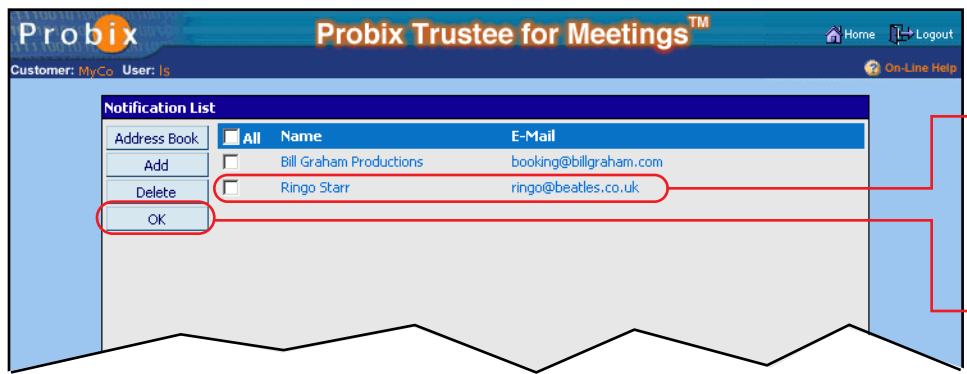 Probix
Probix Trustee for Meetings™
Home Logout
Customer: MyCo User: ls
On-Line Help
Notification List
Address Book
All Name E-Mail
Add
Bill Graham Productions booking@billgraham.com
Delete
Ringo Starr ringo@beatles.co.uk
OK